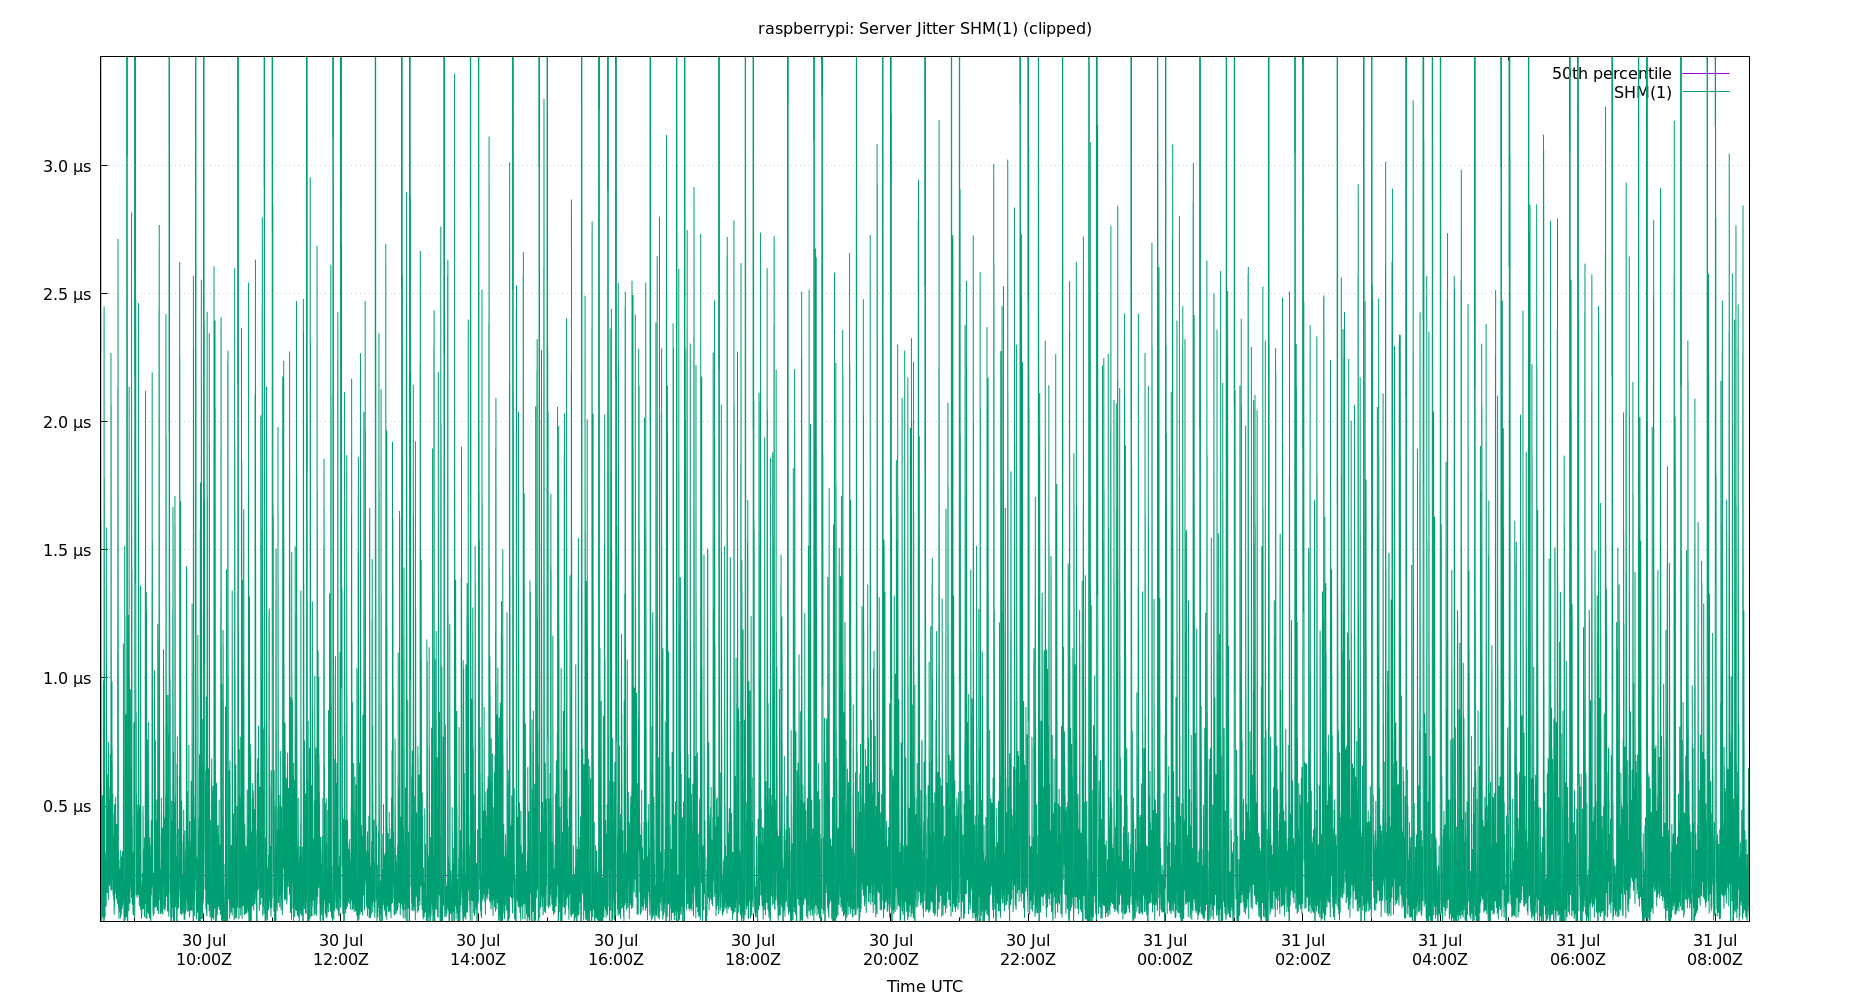 raspberrypi: Server Jitter SHM(1) (clipped)
50th percentile
SHM(1)
3.0 µs
2.5 µs
2.0 µs
1.5 µs
1.0 µs
0.5 µs
30 Jul 30 Jul 30 Jul 30 Jul 30 Jul 30 Jul 30 Jul 31 Jul 31 Jul 31 Jul 31 Jul 31 Jul
10:00Z 12:00Z 14:00Z 16:00Z 18:00Z 20:00Z 22:00Z 00:00Z 02:00Z 04:00Z 06:00Z 08:00Z
Time UTC